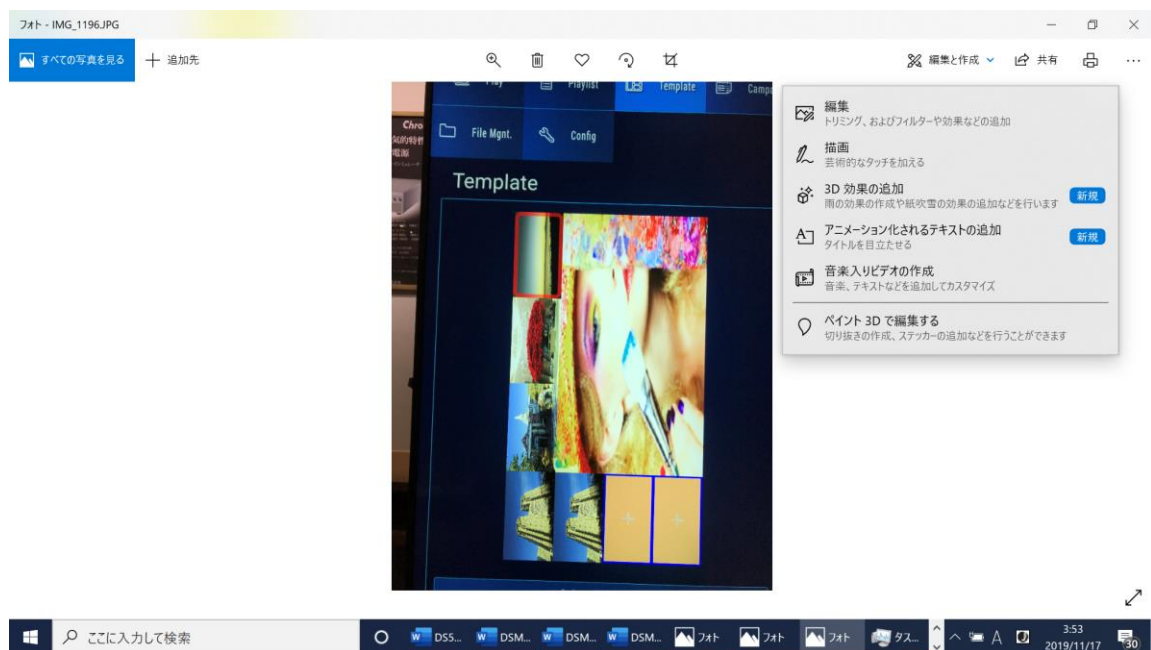 フォト - IMG_1196.JPG
すべての写真を見る
追加先
編集と作成
共有
Play
Playlist
Template
File Mgnt.
Config
Template
Chro
電源
編集
トリミング、およびフィルターや効果などの追加
描画
芸術的なタッチを加える
3D 効果の追加
雨の効果の作成や紙吹雪の効果の追加などを行います
新規
アニメーション化されるテキストの追加
タイトルを目立たせる
新規
音楽入りビデオの作成
音楽、テキストなどを追加してカスタマイズ
ペイント 3D で編集する
切り抜きの作成、ステッカーの追加などを行うことができます
ここに入力して検索
DS5...
DSM...
DSM...
DSM...
フォト
フォト
フォト
タス...
A
3:53
2019/11/17
30